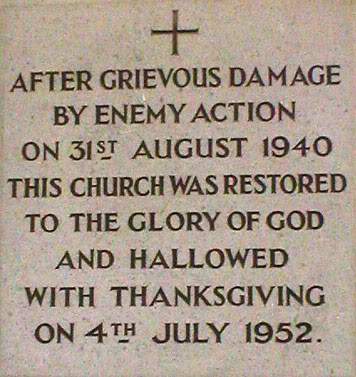 AFTER GRIEVOUS DAMAGE
BY ENEMY ACTION
ON 31ST AUGUST 1940
THIS CHURCH WAS RESTORED
TO THE GLORY OF GOD
AND HALLOWED
WITH THANKSGIVING
ON 4TH JULY 1952.